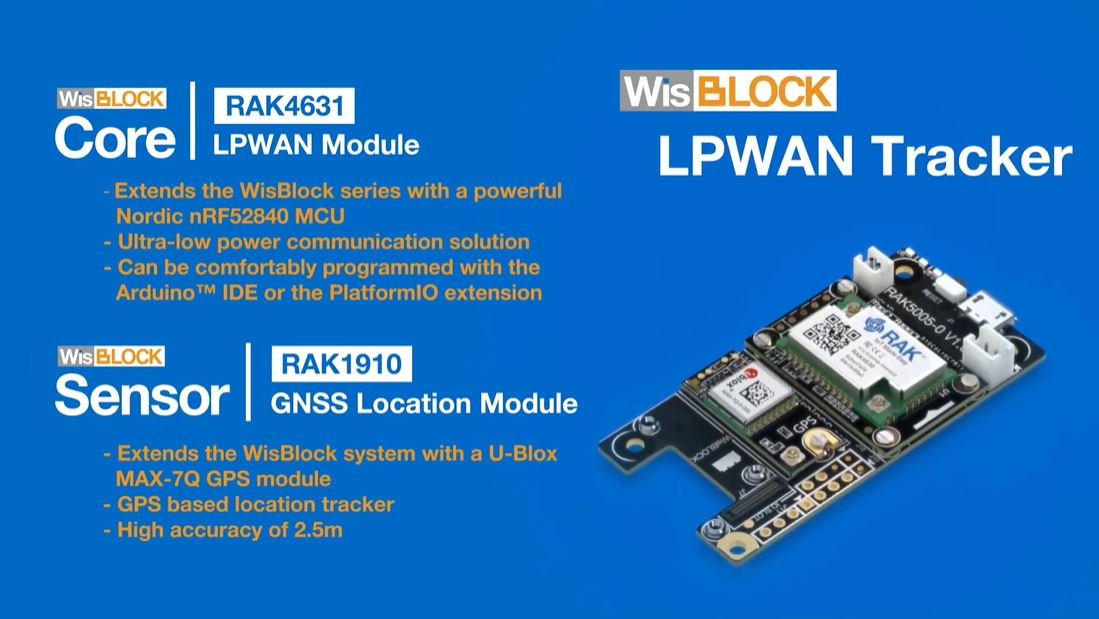 WisBLOCK
Core
RAK4631
LPWAN Module
- Extends the WisBlock series with a powerful
Nordic nRF52840 MCU
- Ultra-low power communication solution
- Can be comfortably programmed with the
Arduino™ IDE or the PlatformIO extension
WisBLOCK
Sensor
RAK1910
GNSS Location Module
- Extends the WisBlock system with a U-Blox
MAX-7Q GPS module
- GPS based location tracker
- High accuracy of 2.5m
WisBLOCK
LPWAN Tracker
RESET
RAK5005-0 V1.
RAK
ublox
GPS
WisBLOCK